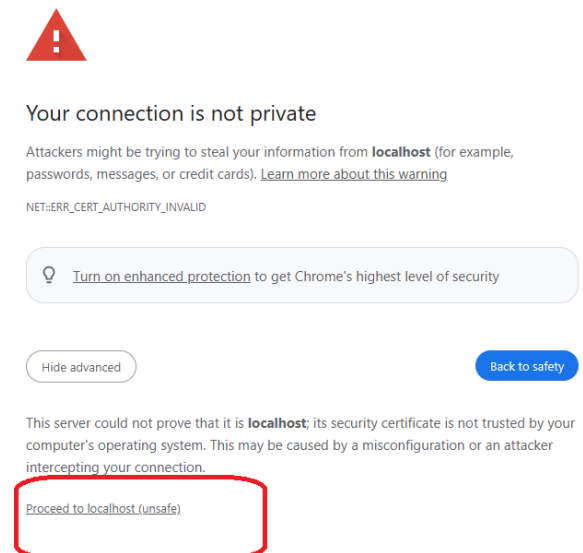 Your connection is not private
Attackers might be trying to steal your information from localhost (for example,
passwords, messages, or credit cards). Learn more about this warning
NET::ERR_CERT_AUTHORITY_INVALID
Turn on enhanced protection to get Chrome's highest level of security
Hide advanced
Back to safety
This server could not prove that it is localhost; its security certificate is not trusted by your
computer's operating system. This may be caused by a misconfiguration or an attacker
intercepting your connection.
Proceed to localhost (unsafe)